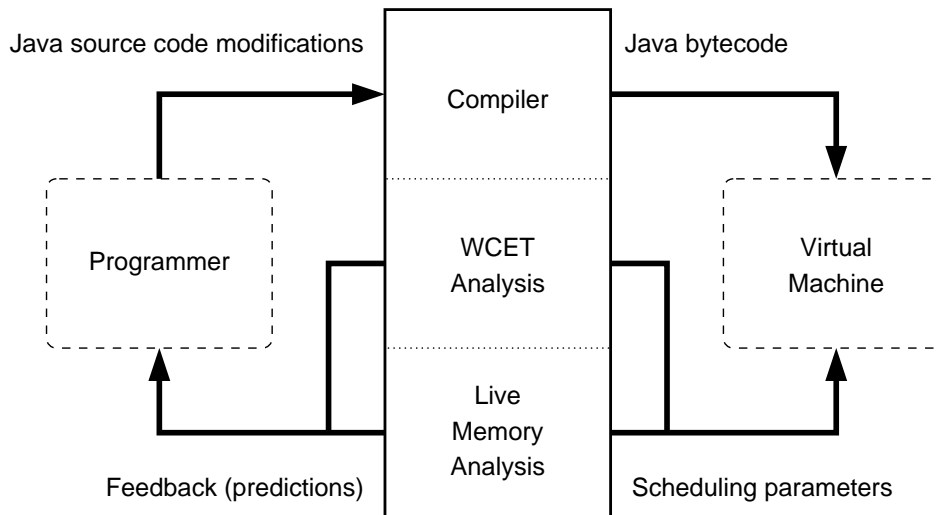 Java source code modifications
Java bytecode
Compiler
Programmer
WCET
Analysis
Virtual
Machine
Live
Memory
Analysis
Feedback (predictions)
Scheduling parameters